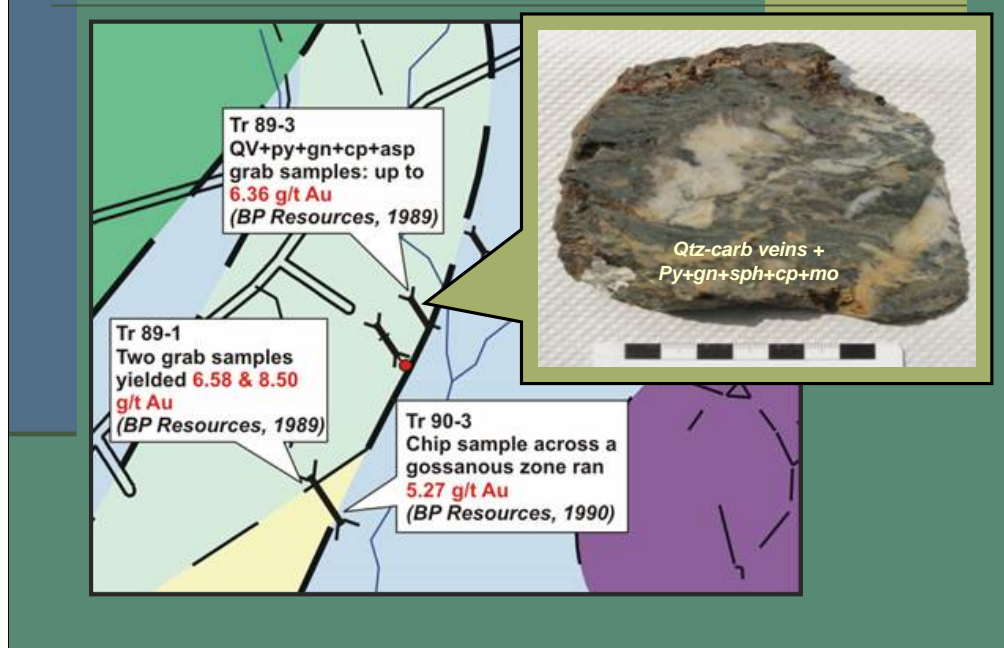 Tr 89-3
QV+py+gn+cp+asp
grab samples: up to
6.36 g/t Au
(BP Resources, 1989)
Qtz-carb veins +
Py+gn+sph+cp+mo
Tr 89-1
Two grab samples
yielded 6.58 & 8.50
g/t Au
(BP Resources, 1989)
Tr 90-3
Chip sample across a
gossanous zone ran
5.27 g/t Au
(BP Resources, 1990)